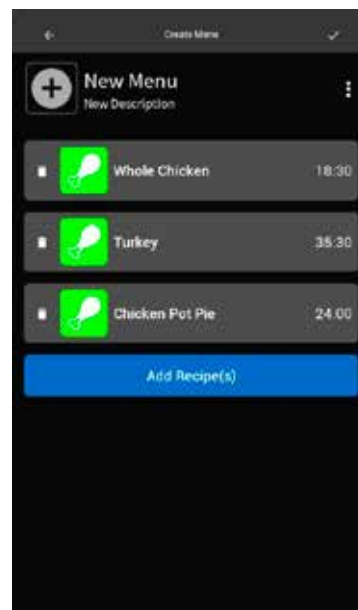 Create Menu
New Menu
New Description
Whole Chicken 18:30
Turkey 35:30
Chicken Pot Pie 24:00
Add Recipe(s)